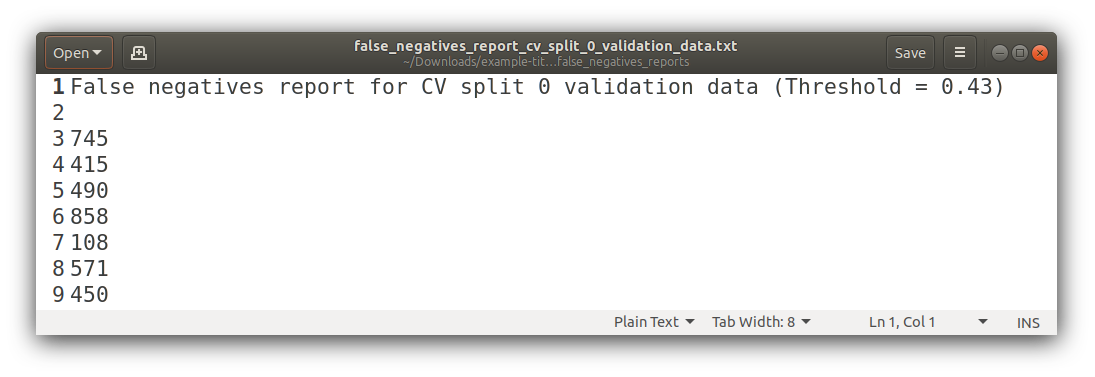 Open
false_negatives_report_cv_split_0_validation_data.txt
~/Downloads/example-tit…false_negatives_reports
Save
1 False negatives report for CV split 0 validation data (Threshold = 0.43)
2
3 745
4 415
5 490
6 858
7 108
8 571
9 450
Plain Text Tab Width: 8 Ln 1, Col 1 INS